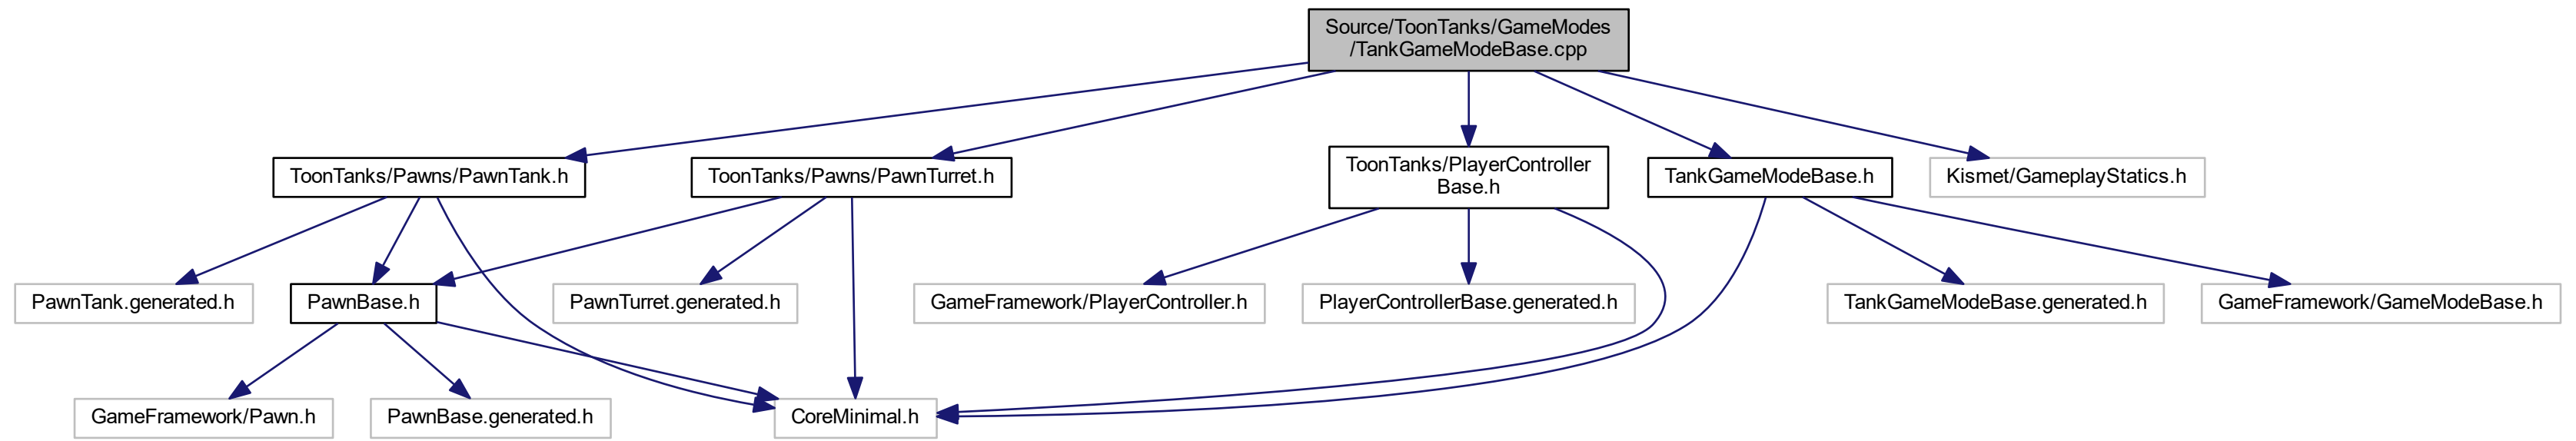 Source/ToonTanks/GameModes
/TankGameModeBase.cpp
ToonTanks/Pawns/PawnTank.h
ToonTanks/Pawns/PawnTurret.h
ToonTanks/PlayerController
Base.h
TankGameModeBase.h
Kismet/GameplayStatics.h
PawnTank.generated.h
PawnBase.h
PawnTurret.generated.h
GameFramework/PlayerController.h
PlayerControllerBase.generated.h
TankGameModeBase.generated.h
GameFramework/GameModeBase.h
GameFramework/Pawn.h
PawnBase.generated.h
CoreMinimal.h